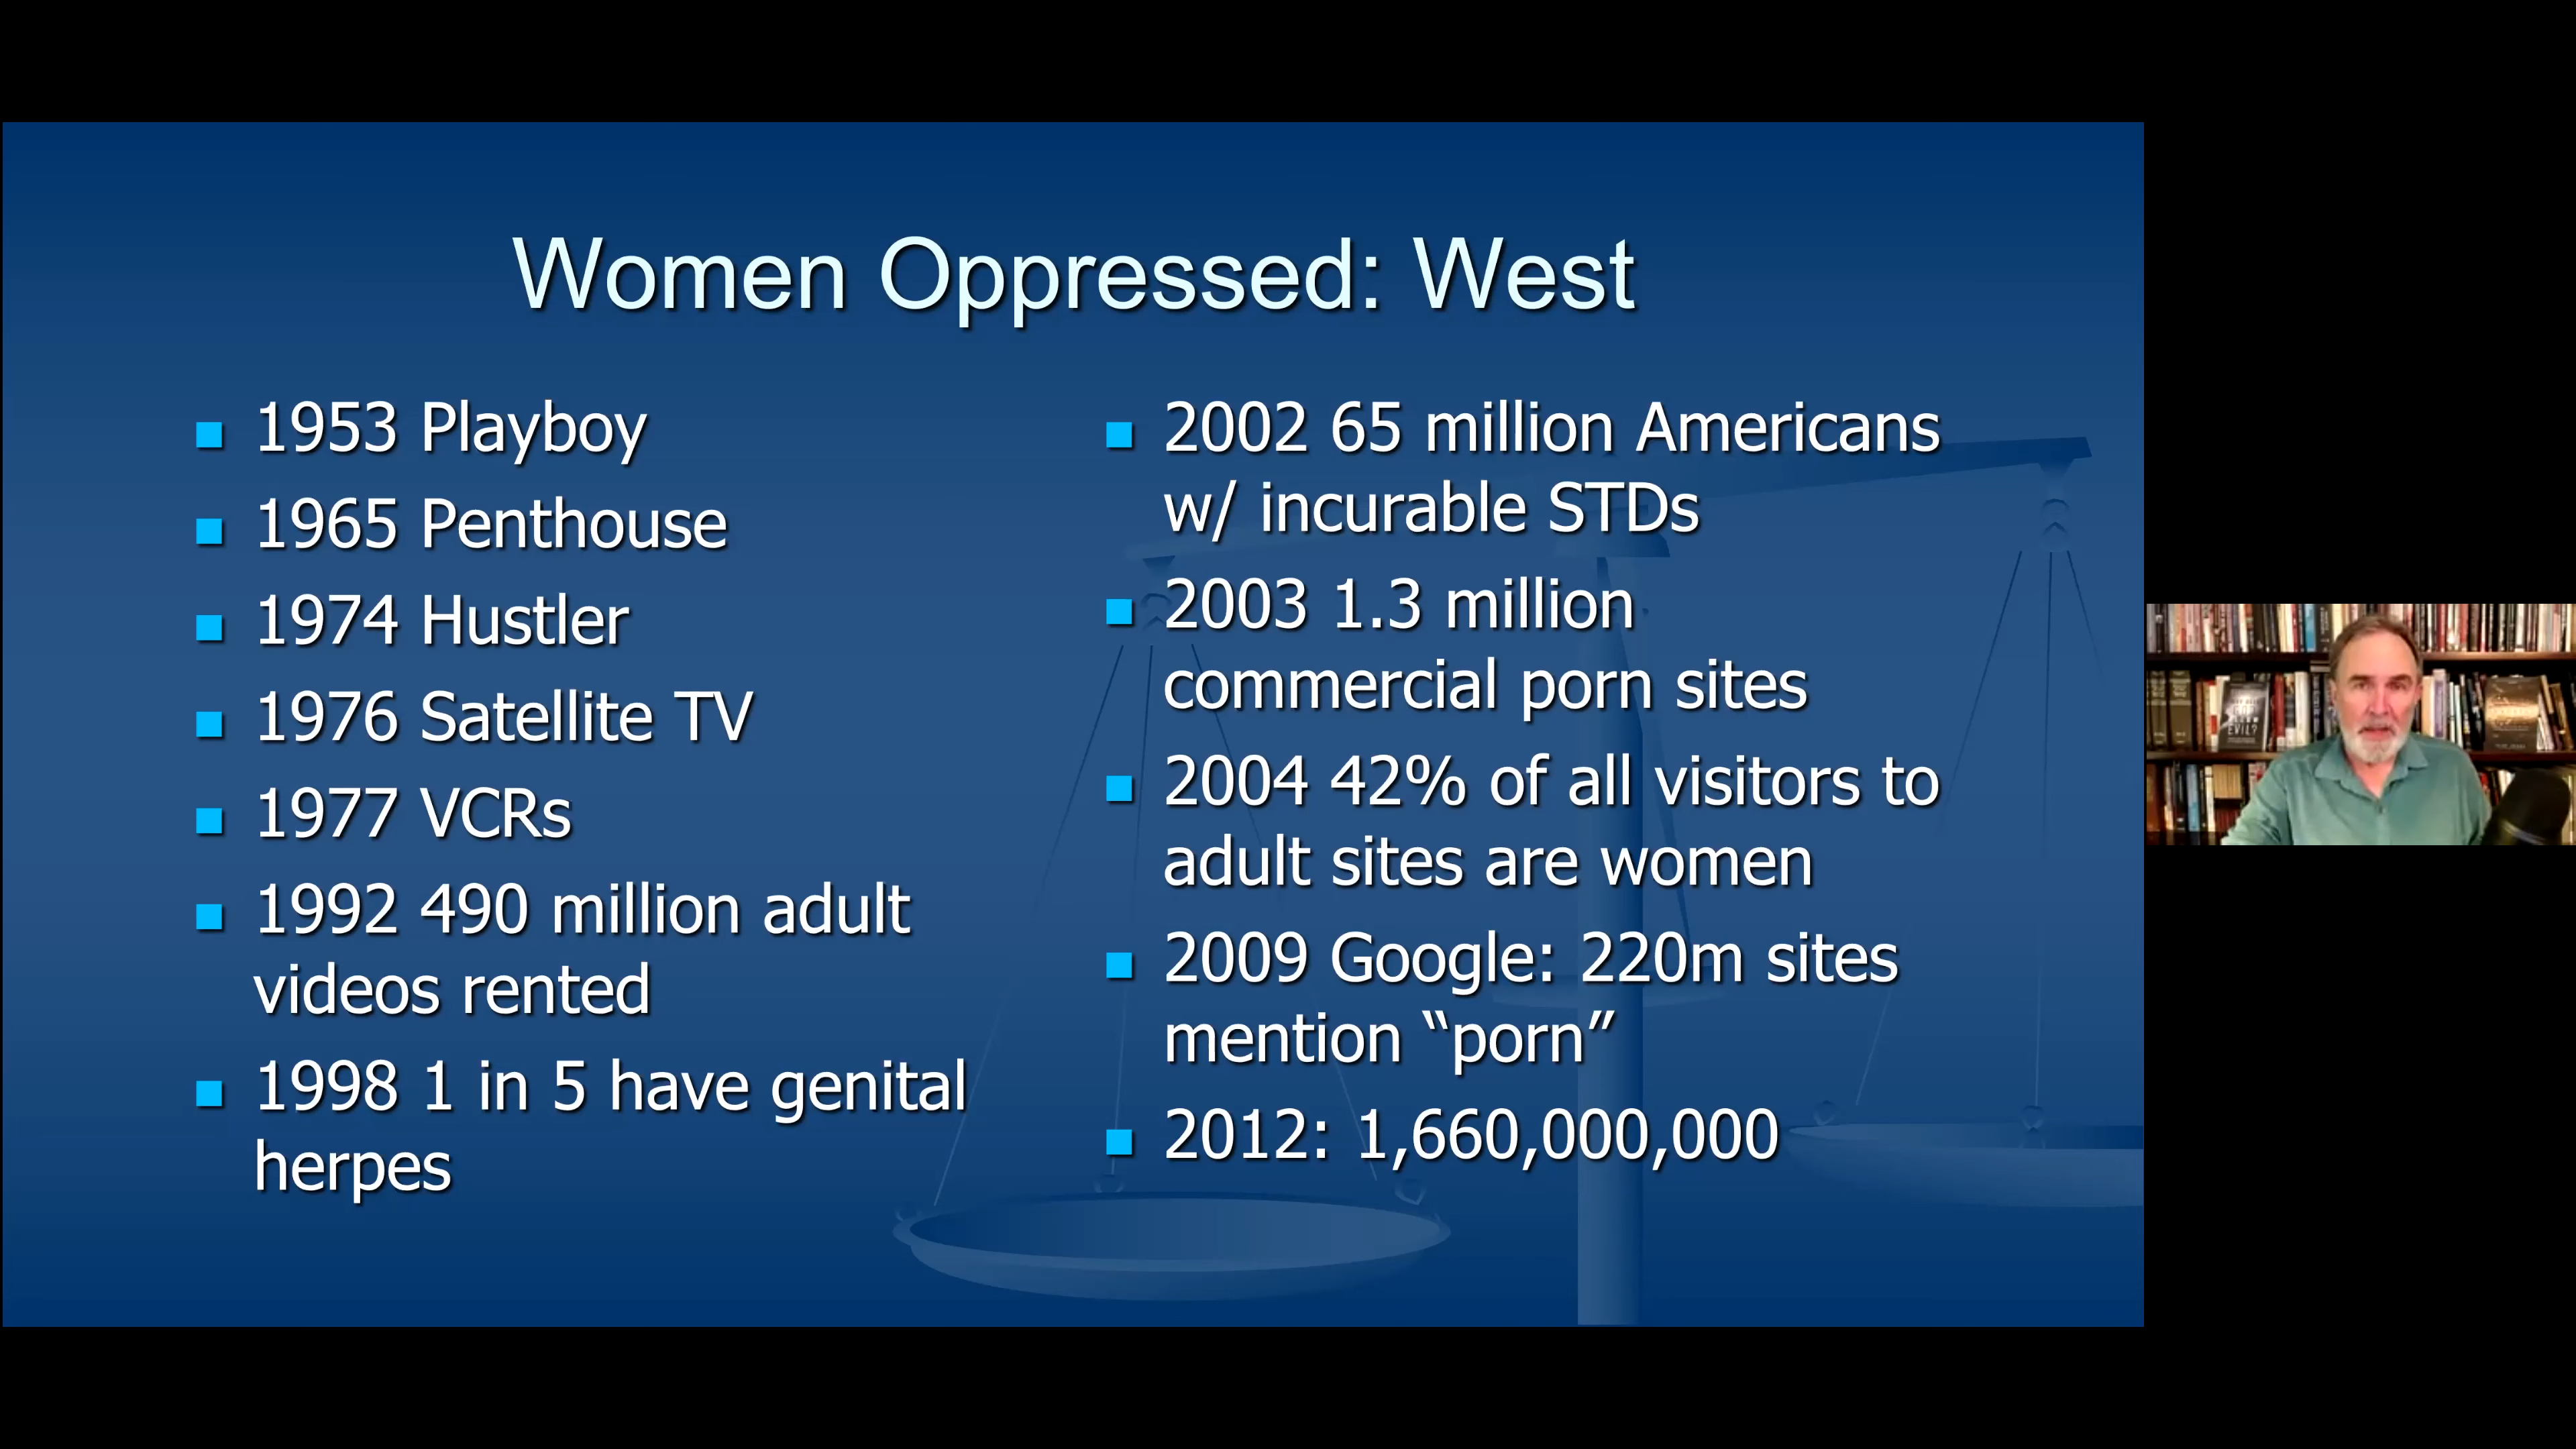 Women Oppressed: West
1953 Playboy
1965 Penthouse
1974 Hustler
1976 Satellite TV
1977 VCRs
1992 490 million adult
videos rented
1998 1 in 5 have genital
herpes
2002 65 million Americans
w/ incurable STDs
2003 1.3 million
commercial porn sites
2004 42% of all visitors to
adult sites are women
2009 Google: 220m sites
mention “porn”
2012: 1,660,000,000
EVIL?